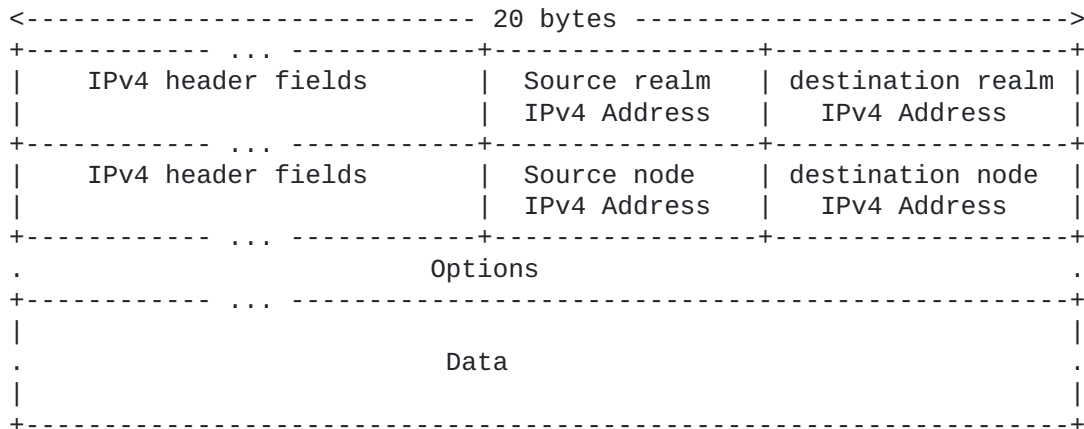 <----------------------------- 20 bytes ----------------------------->
+------------ ... ------------+-----------------+-------------------+
|     IPv4 header fields       |  Source realm   | destination realm |
|                              |  IPv4 Address   |   IPv4 Address    |
+------------ ... ------------+-----------------+-------------------+
|     IPv4 header fields       |  Source node    | destination node  |
|                              |  IPv4 Address   |   IPv4 Address    |
+------------ ... ------------+-----------------+-------------------+
.                           Options                                   .
+------------ ... --------------------------------------------------+
|                                                                     |
.                            Data                                     .
|                                                                     |
+-------------------------------------------------------------------+